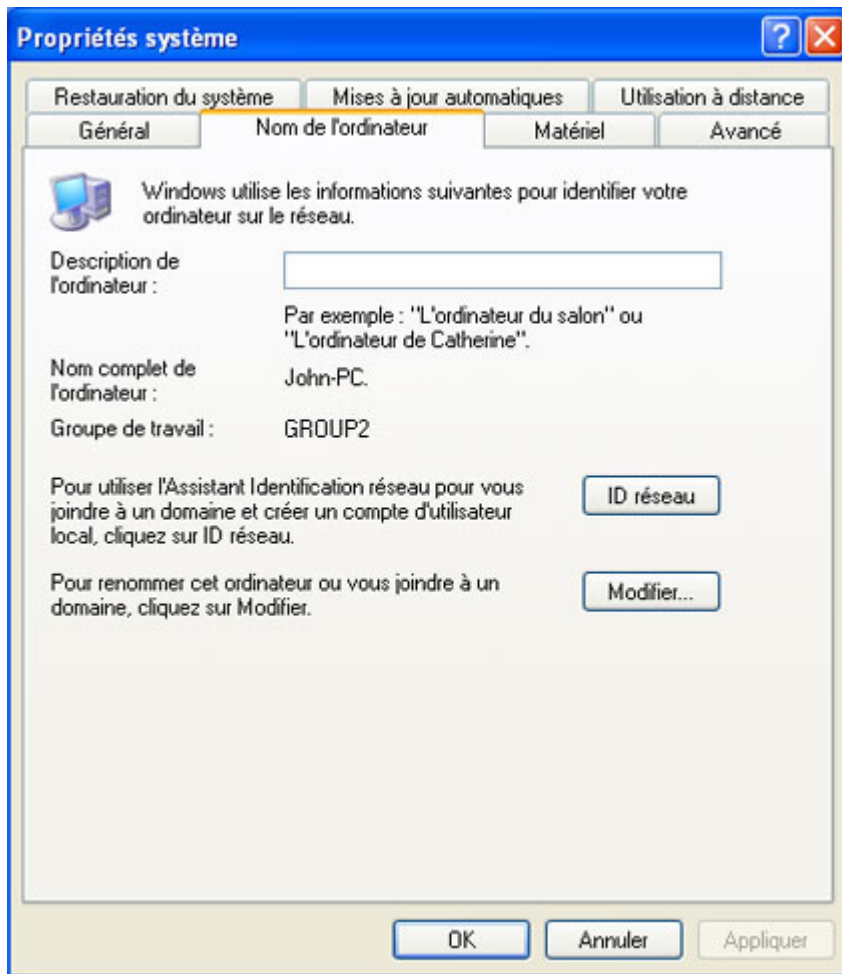 Propriétés système
Restauration du système
Mises à jour automatiques
Utilisation à distance
Général
Nom de l'ordinateur
Matériel
Avancé
Windows utilise les informations suivantes pour identifier votre
ordinateur sur le réseau.
Description de
l'ordinateur :
Par exemple : "L'ordinateur du salon" ou
"L'ordinateur de Catherine".
Nom complet de
l'ordinateur :
John-PC.
Groupe de travail :
GROUP2
Pour utiliser l'Assistant Identification réseau pour vous
joindre à un domaine et créer un compte d'utilisateur
local, cliquez sur ID réseau.
ID réseau
Pour renommer cet ordinateur ou vous joindre à un
domaine, cliquez sur Modifier.
Modifier...
OK
Annuler
Appliquer